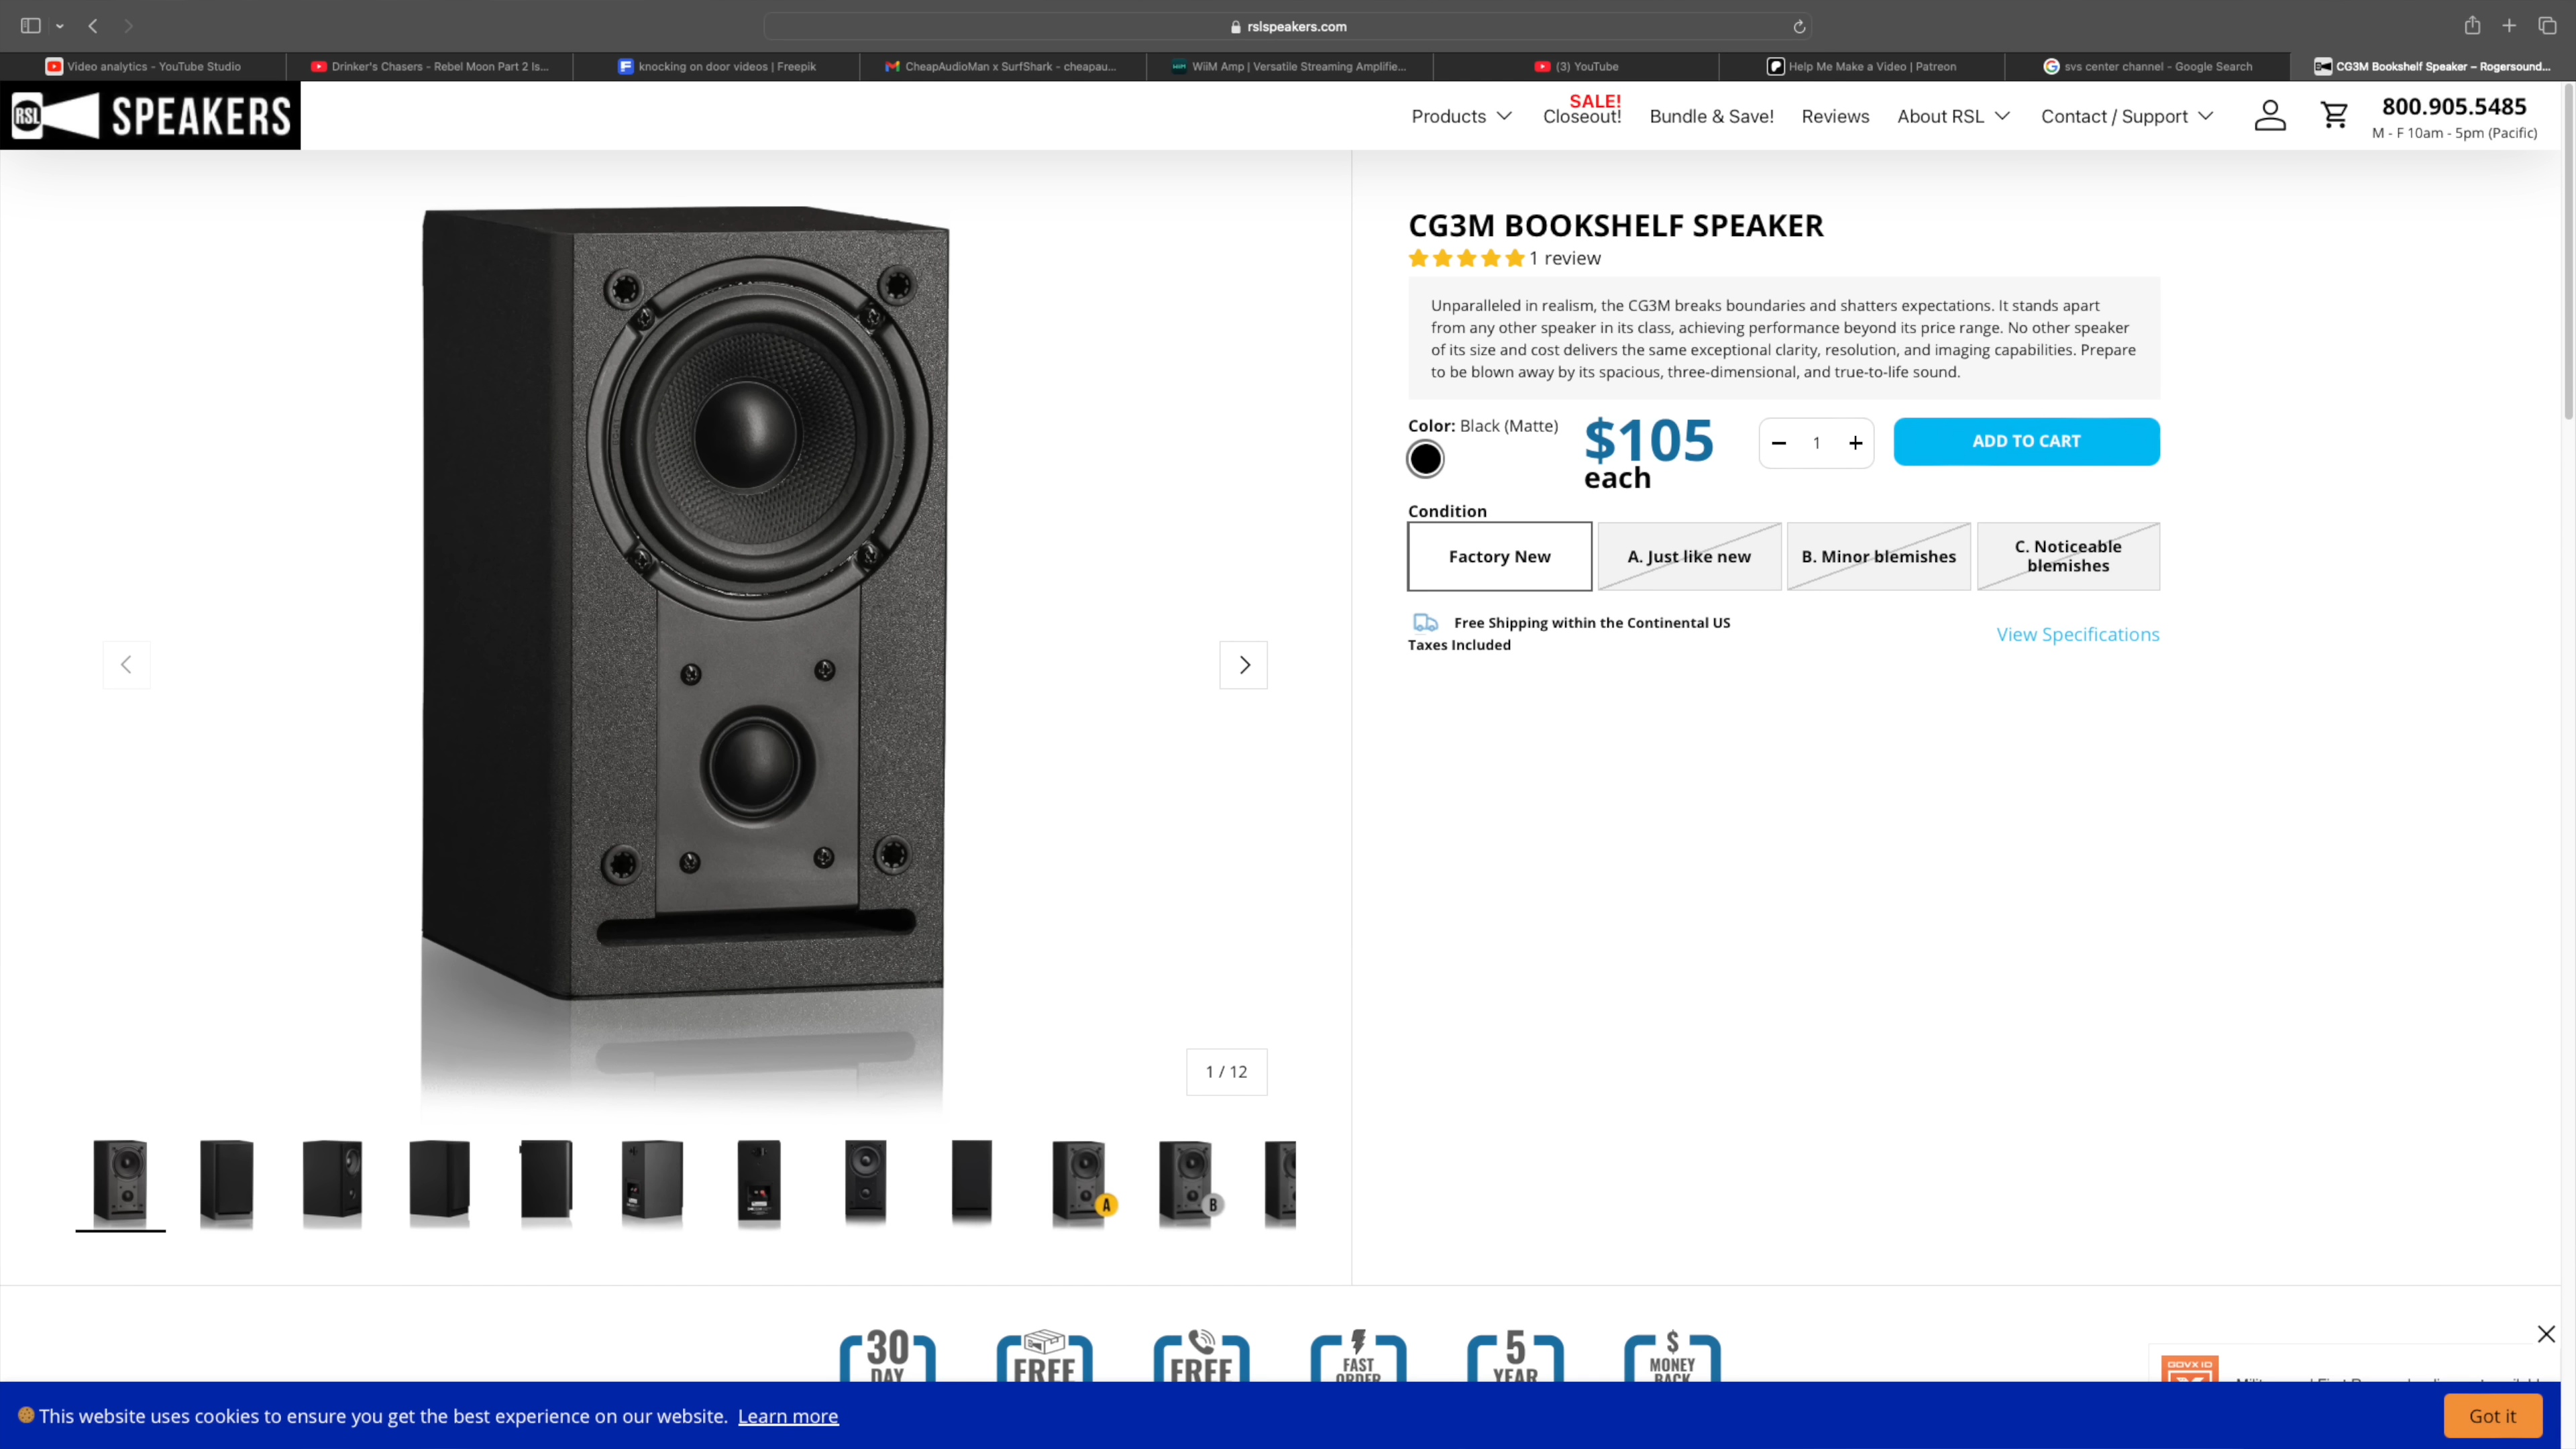 rslspeakers.com
Video analytics - YouTube Studio
Drinker's Chasers - Rebel Moon Part 2 Is...
knocking on door videos | Freepik
CheapAudioMan x SurfShark - cheapau...
WiiM Amp | Versatile Streaming Amplifie...
(3) YouTube
Help Me Make a Video | Patreon
svs center channel - Google Search
CG3M Bookshelf Speaker – Rogersound...
RSL SPEAKERS
Products
SALE!
Closeout!
Bundle & Save!
Reviews
About RSL
Contact / Support
800.905.5485
M - F 10am - 5pm (Pacific)
CG3M BOOKSHELF SPEAKER
1 review
Unparalleled in realism, the CG3M breaks boundaries and shatters expectations. It stands apart
from any other speaker in its class, achieving performance beyond its price range. No other speaker
of its size and cost delivers the same exceptional clarity, resolution, and imaging capabilities. Prepare
to be blown away by its spacious, three-dimensional, and true-to-life sound.
Color: Black (Matte)
$105
each
1
ADD TO CART
Condition
Factory New
A. Just like new
B. Minor blemishes
C. Noticeable
blemishes
Free Shipping within the Continental US
Taxes Included
View Specifications
1 / 12
A
B
30
DAY
FREE
FREE
FAST
ORDER
5
YEAR
$
MONEY
BACK
GOVX ID
This website uses cookies to ensure you get the best experience on our website. Learn more
Got it